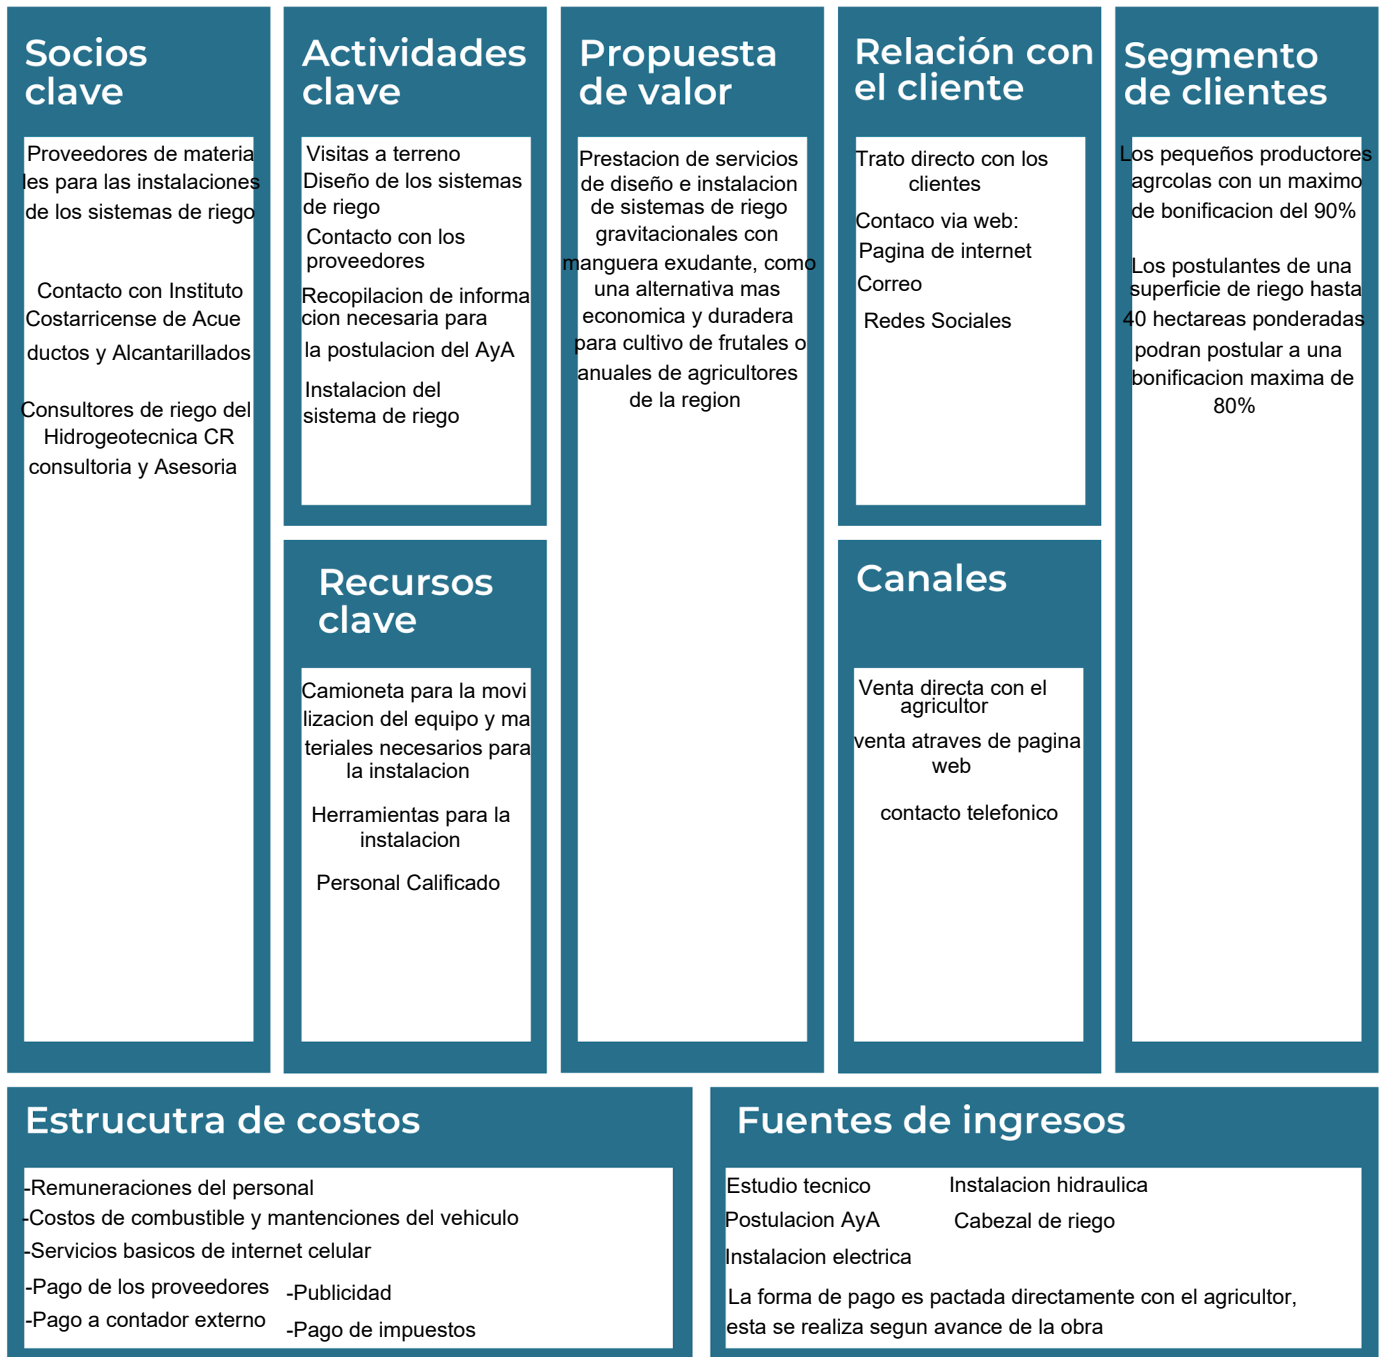 Socios
clave
Proveedores de materia
les para las instalaciones
de los sistemas de riego
Contacto con Instituto
Costarricense de Acue
ductos y Alcantarillados
Consultores de riego del
Hidrogeotecnica CR
consultoria y Asesoria
Actividades
clave
Visitas a terreno
Diseño de los sistemas
de riego
Contacto con los
proveedores
Recopilacion de informa
cion necesaria para
la postulacion del AyA
Instalacion del
sistema de riego
Recursos
clave
Camioneta para la movi
lizacion del equipo y ma
teriales necesarios para
la instalacion
Herramientas para la
instalacion
Personal Calificado
Propuesta
de valor
Prestacion de servicios
de diseño e instalacion
de sistemas de riego
gravitacionales con
manguera exudante, como
una alternativa mas
economica y duradera
para cultivo de frutales o
anuales de agricultores
de la region
Relación con
el cliente
Trato directo con los
clientes
Contaco via web:
Pagina de internet
Correo
Redes Sociales
Canales
Venta directa con el
agricultor
venta atraves de pagina
web
contacto telefonico
Segmento
de clientes
Los pequeños productores
agrcolas con un maximo
de bonificacion del 90%
Los postulantes de una
superficie de riego hasta
40 hectareas ponderadas
podran postular a una
bonificacion maxima de
80%
Estrucutra de costos
-Remuneraciones del personal
-Costos de combustible y mantenciones del vehiculo
-Servicios basicos de internet celular
-Pago de los proveedores
-Pago a contador externo
-Publicidad
-Pago de impuestos
Fuentes de ingresos
Estudio tecnico
Postulacion AyA
Instalacion electrica
Instalacion hidraulica
Cabezal de riego
La forma de pago es pactada directamente con el agricultor,
esta se realiza segun avance de la obra